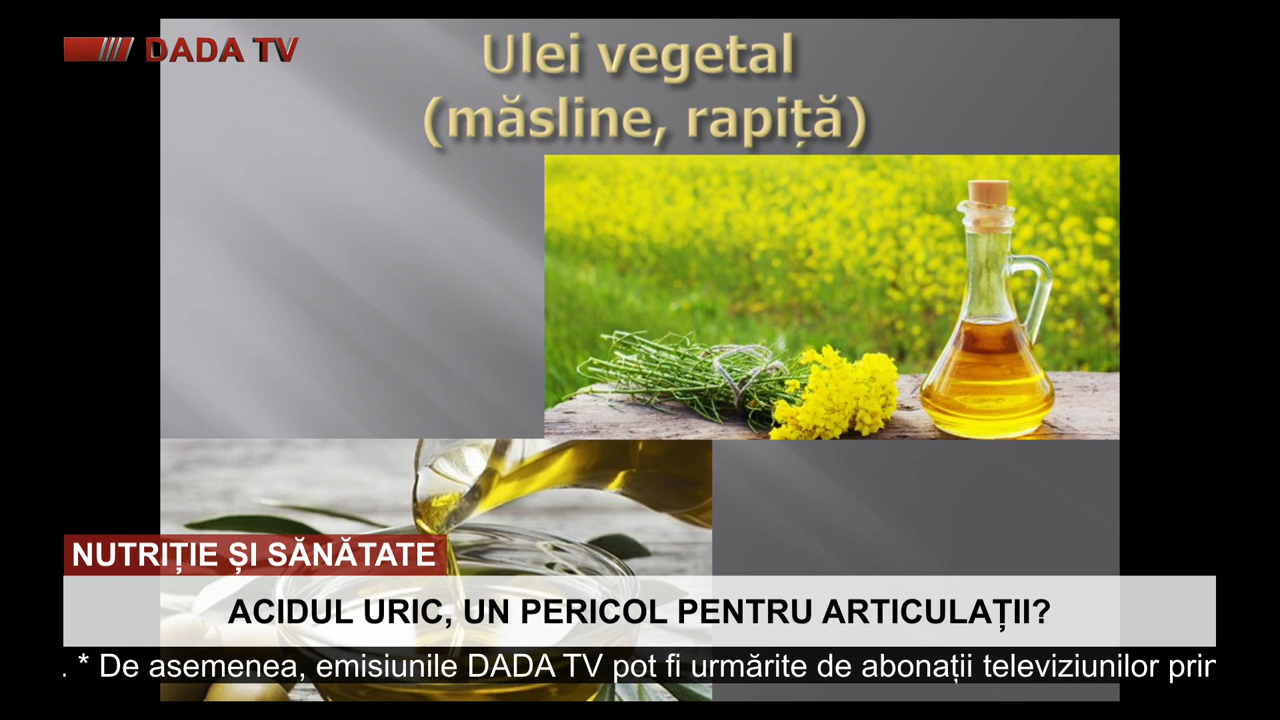 DADA TV
Ulei vegetal
(măsline, rapiță)
NUTRIȚIE ȘI SĂNĂTATE
ACIDUL URIC, UN PERICOL PENTRU ARTICULAȚII?
. * De asemenea, emisiunile DADA TV pot fi urmărite de abonații televiziunilor prin